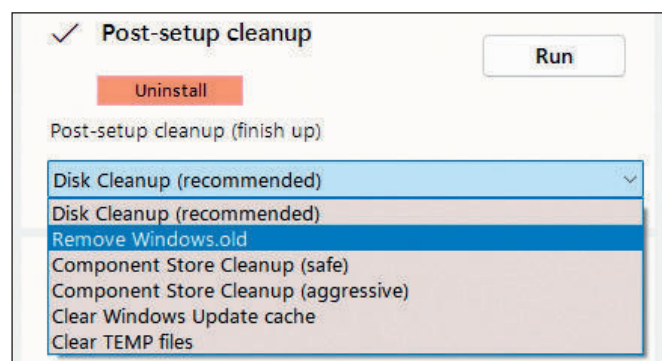 Post-setup cleanup
Run
Uninstall
Post-setup cleanup (finish up)
Disk Cleanup (recommended)
Disk Cleanup (recommended)
Remove Windows.old
Component Store Cleanup (safe)
Component Store Cleanup (aggressive)
Clear Windows Update cache
Clear TEMP files